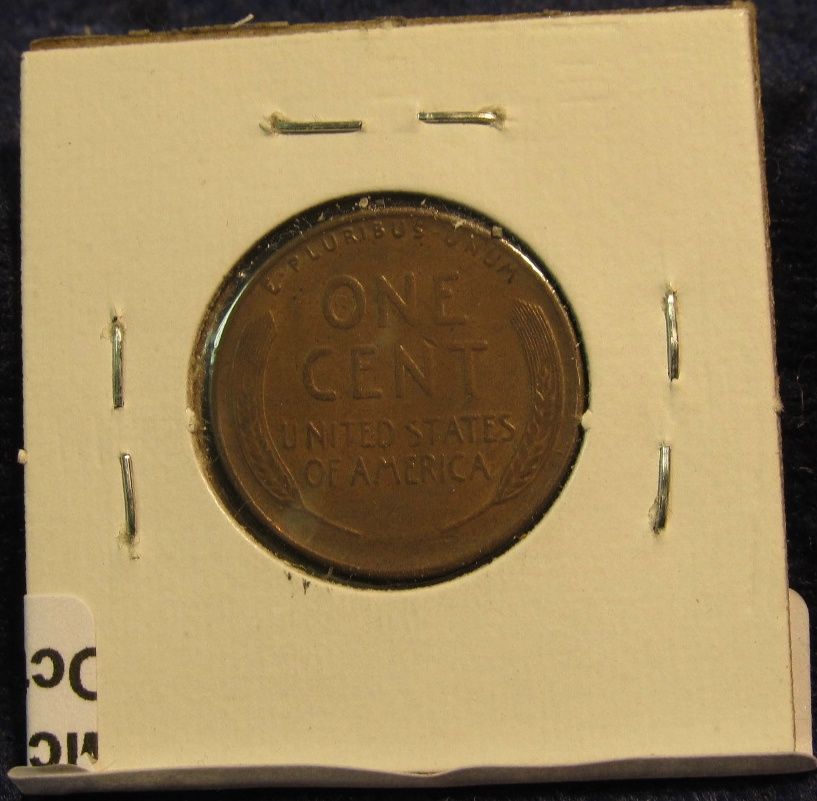 E·PLURIBUS·UNUM
ONE
CENT
UNITED STATES
OF AMERICA